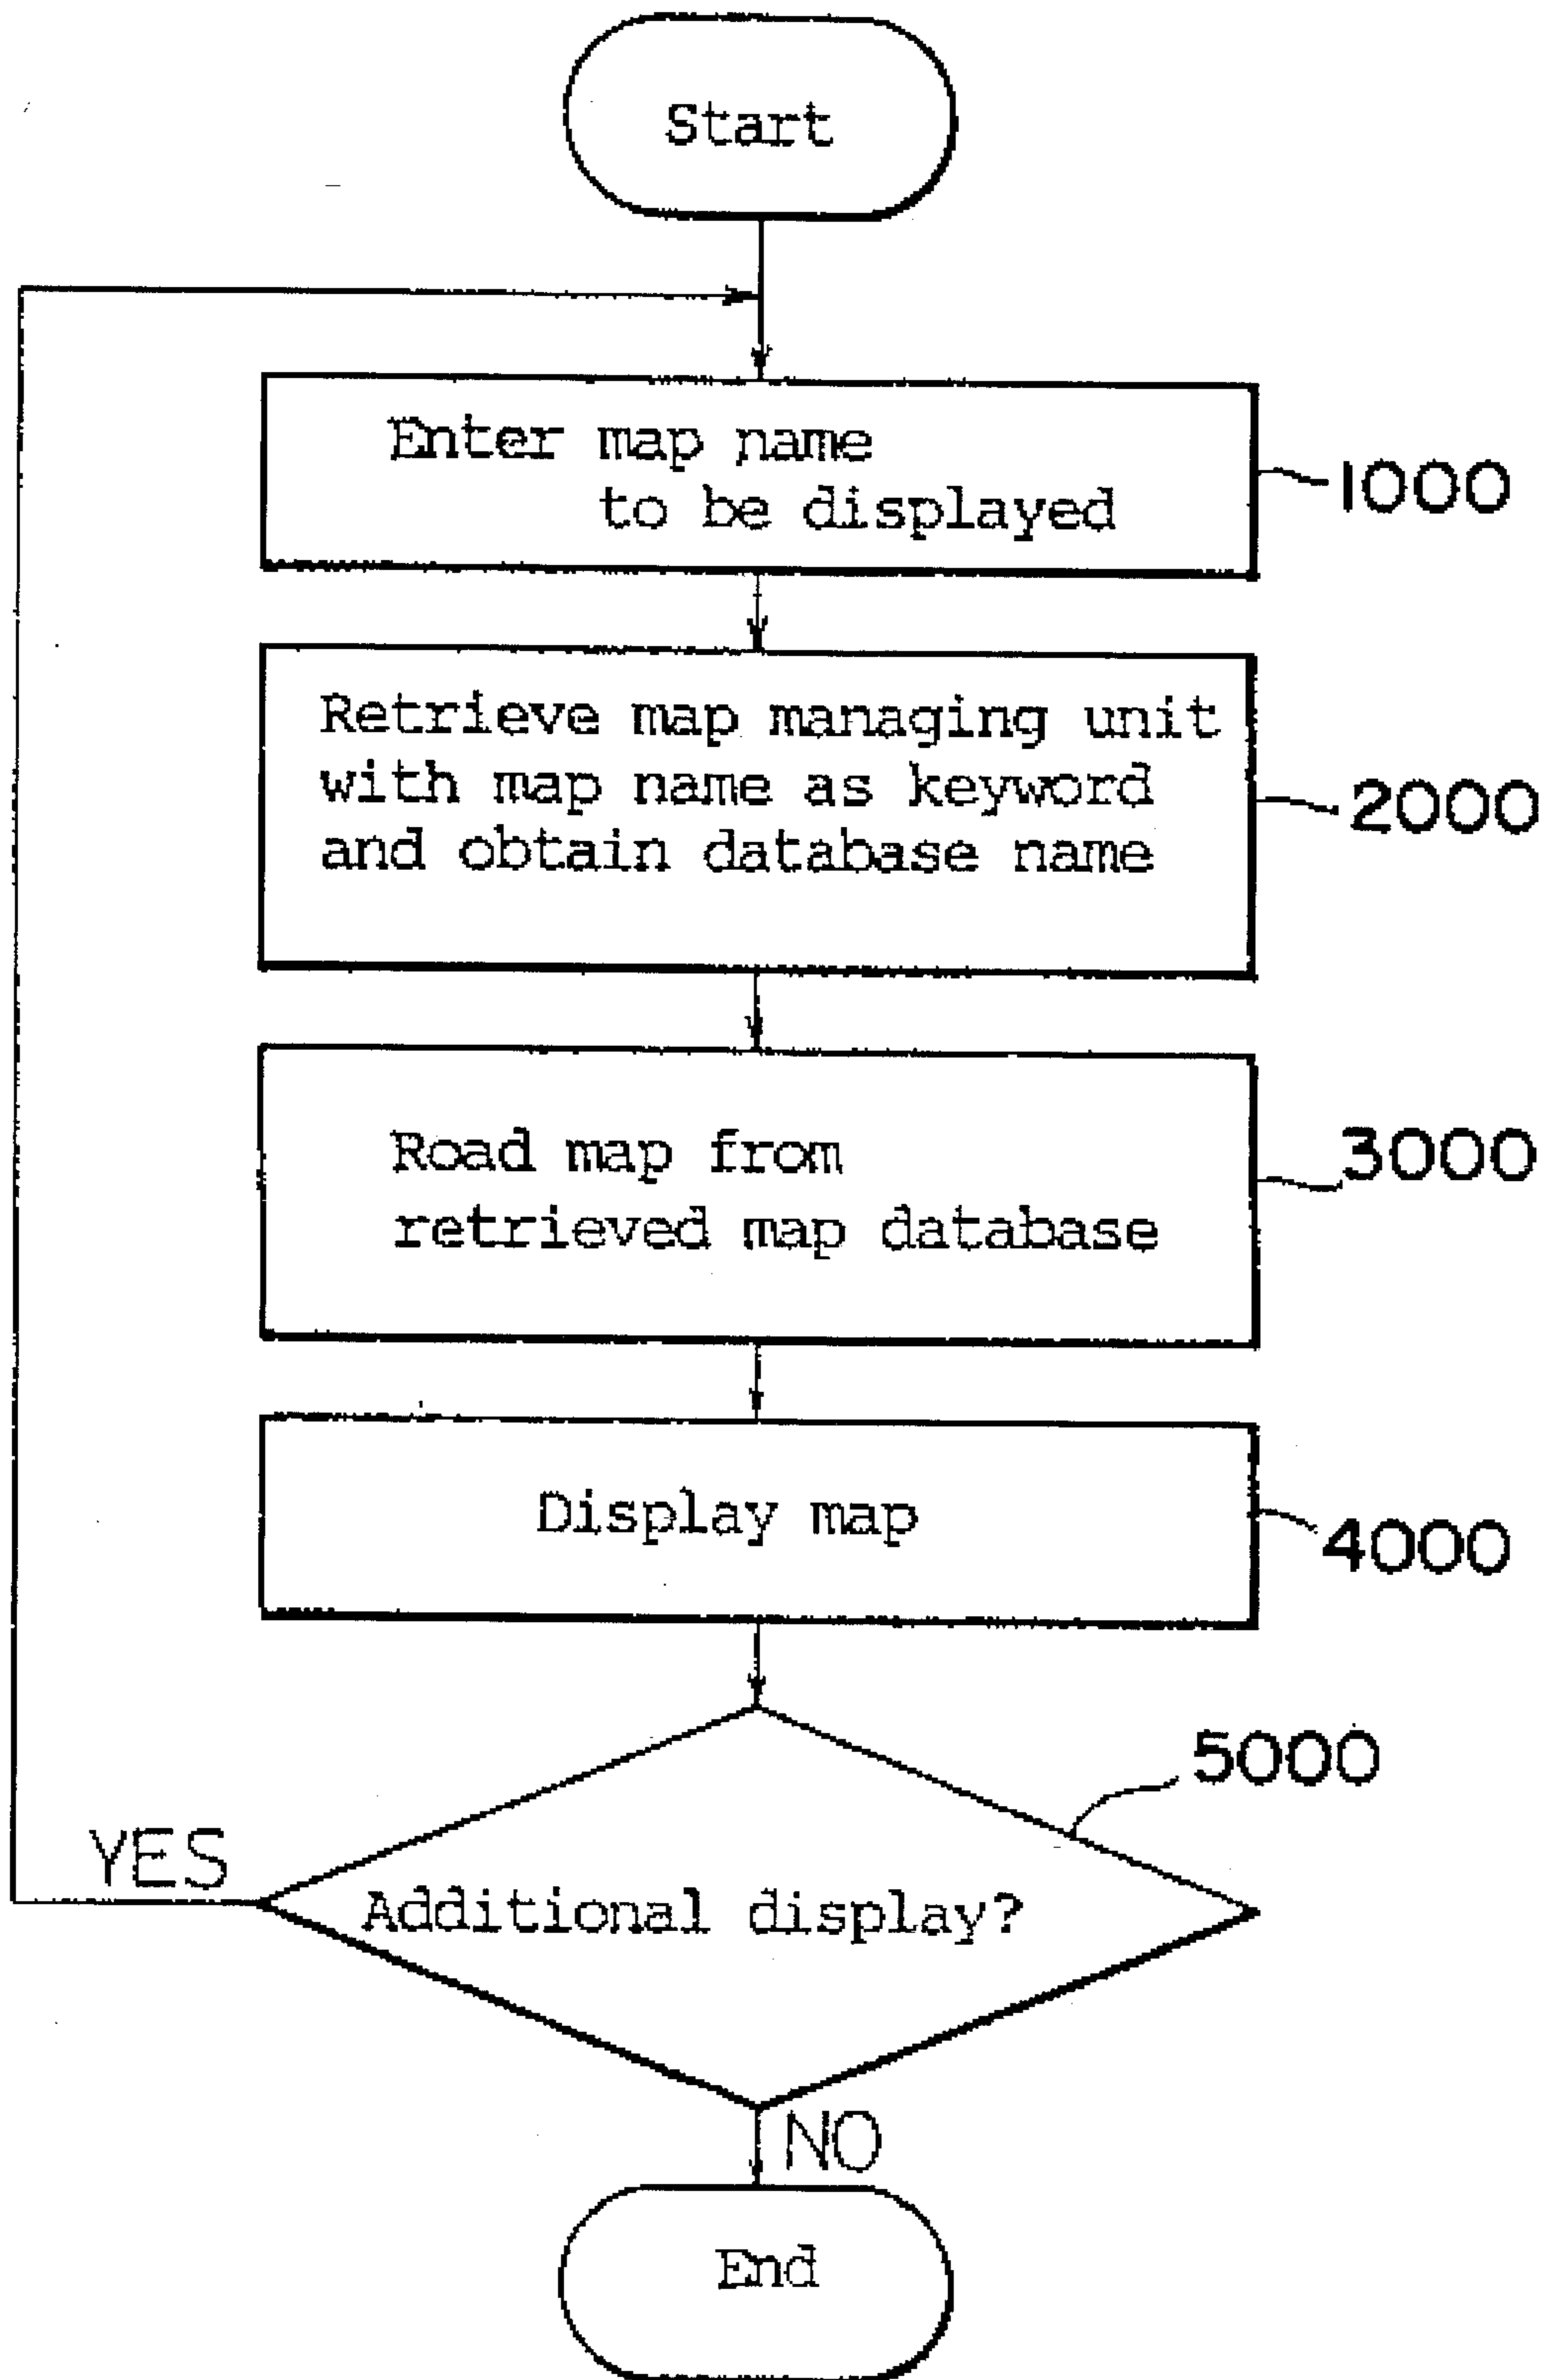 Start
Enter map name
to be displayed
1000
Retrieve map managing unit
with map name as keyword
and obtain database name
2000
Road map from
retrieved map database
3000
Display map
4000
5000
YES
Additional display?
NO
End